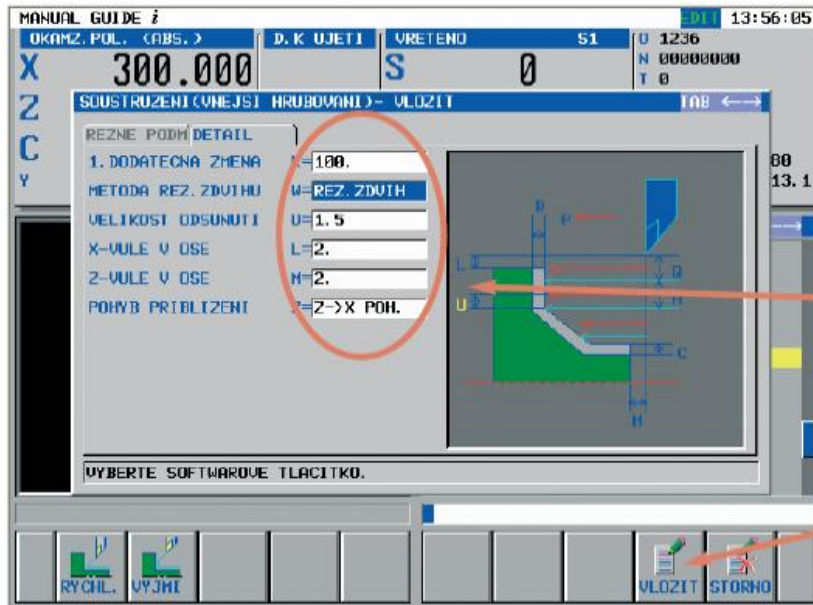 MANUAL GUIDE i EDIT 13:56:05
OKAMZ.POL. (ABS.) D.K UJETI VRETENO S1 O 1236
X 300.000 S 0 N 00000000
T 0
Z SOUSTRUZENI(VNEJSI HRUBOVANI)- VLOZIT TAB ←→
REZNE PODM DETAIL
C 1.DODATECNA ZMENA =100. 80
Y METODA REZ.ZDVIHU W=REZ.ZDVIH 13.1
VELIKOST ODSUNUTI U=1.5
X-VULE V OSE L=2.
Z-VULE V OSE M=2.
POHYB PRIBLIZENI Z=Z->X POH.
D
P
L Q
U H
C
M
VYBERTE SOFTWAROVE TLACITKO.
RYCHL. VYJMI VLOZIT STORNO